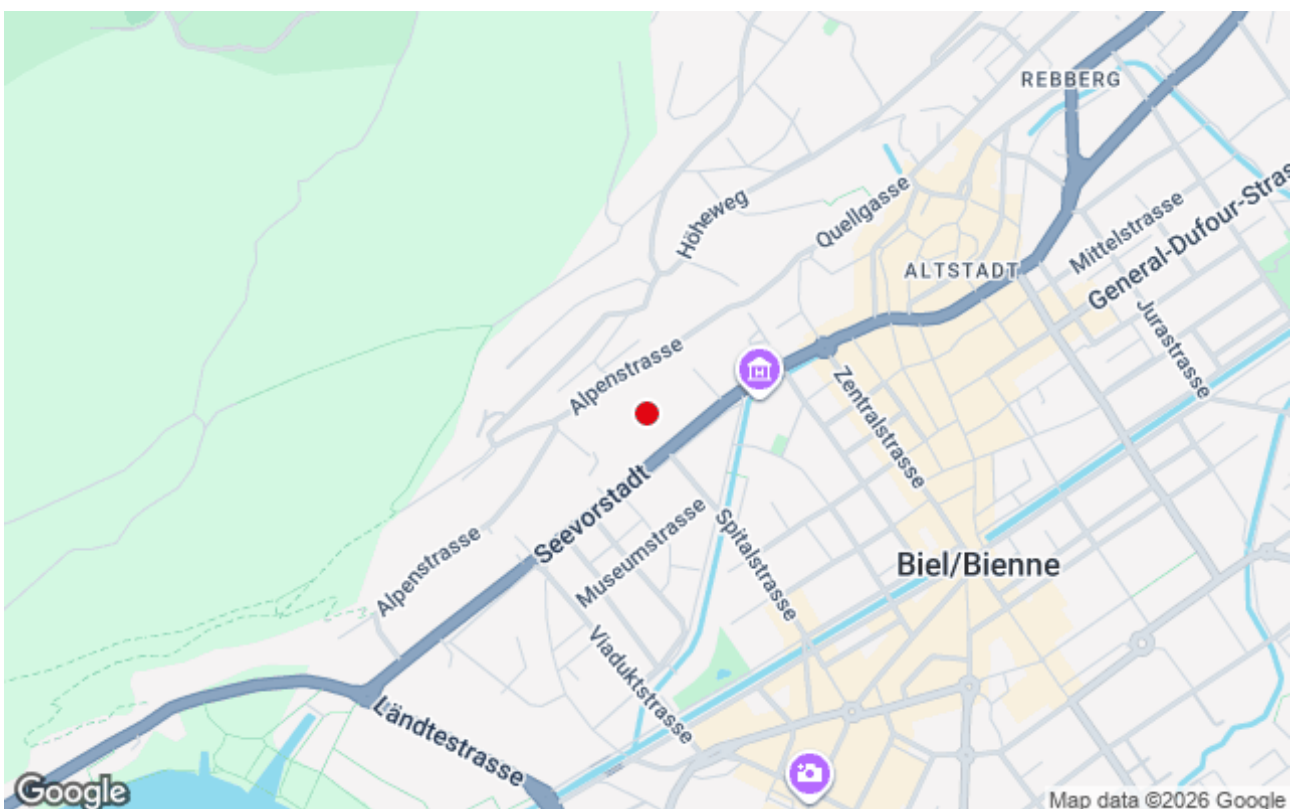 REBBERG
Höheweg
Quellgasse
Mittelstrasse
General-Dufour-Stras
ALTSTADT
Jurastrasse
Alpenstrasse
Zentralstrasse
Seevorstadt
Spitalstrasse
Museumstrasse
Alpenstrasse
Biel/Bienne
Viaduktstrasse
Ländtestrasse
Google
Map data ©2026 Google